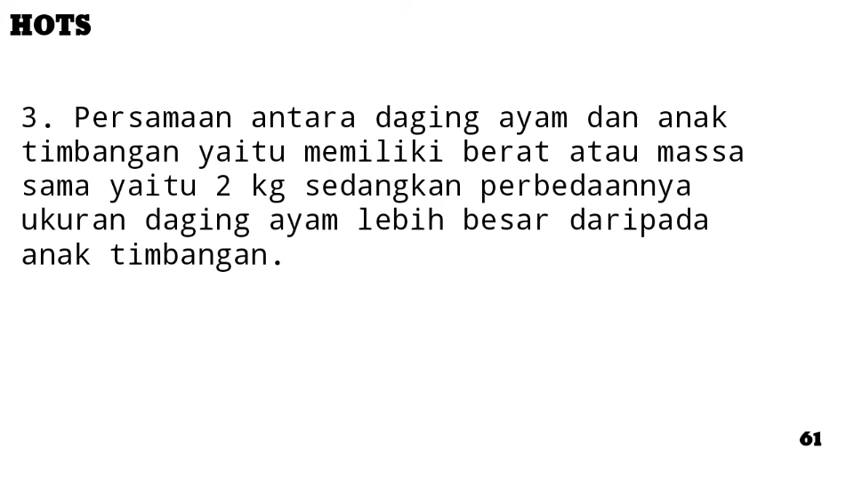 HOTS
3. Persamaan antara daging ayam dan anak
timbangan yaitu memiliki berat atau massa
sama yaitu 2 kg sedangkan perbedaannya
ukuran daging ayam lebih besar daripada
anak timbangan.
61